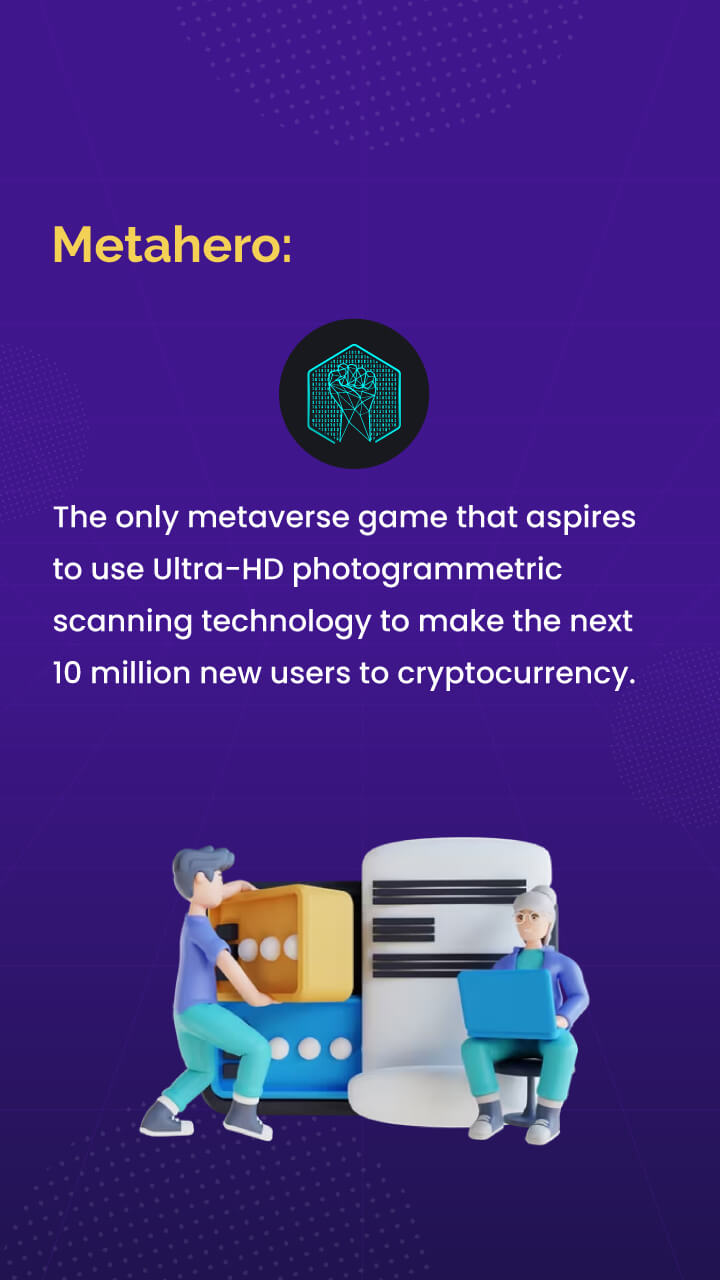 Metahero:
The only metaverse game that aspires
to use Ultra-HD photogrammetric
scanning technology to make the next
10 million new users to cryptocurrency.